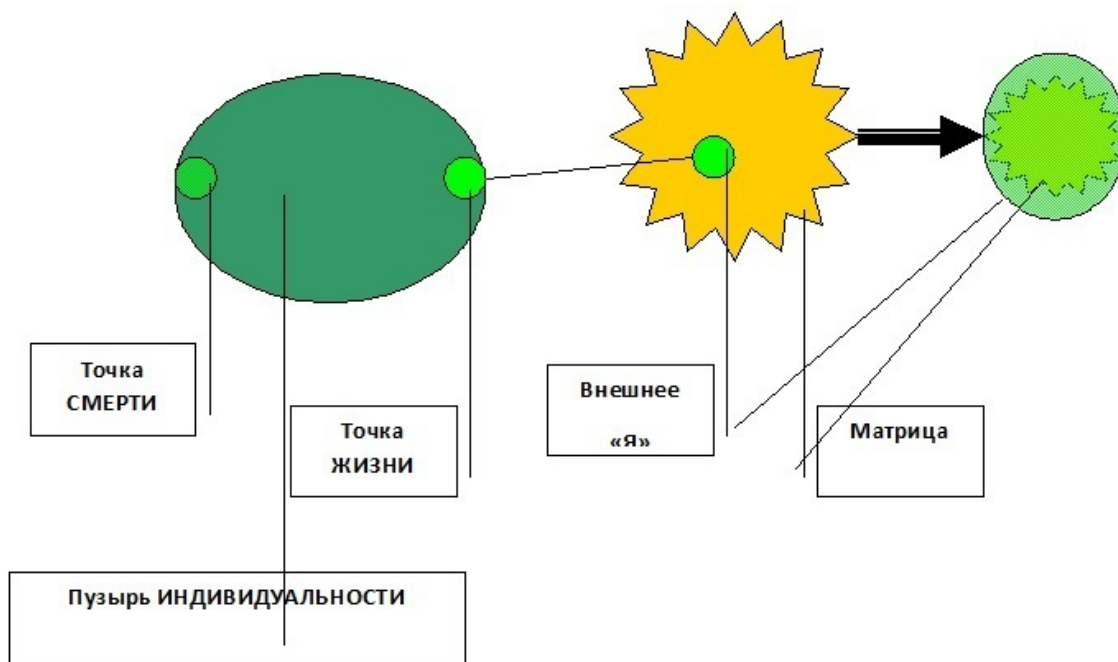 Точка
СМЕРТИ
Точка
ЖИЗНИ
Внешнее
«Я»
Матрица
Пузырь ИНДИВИДУАЛЬНОСТИ